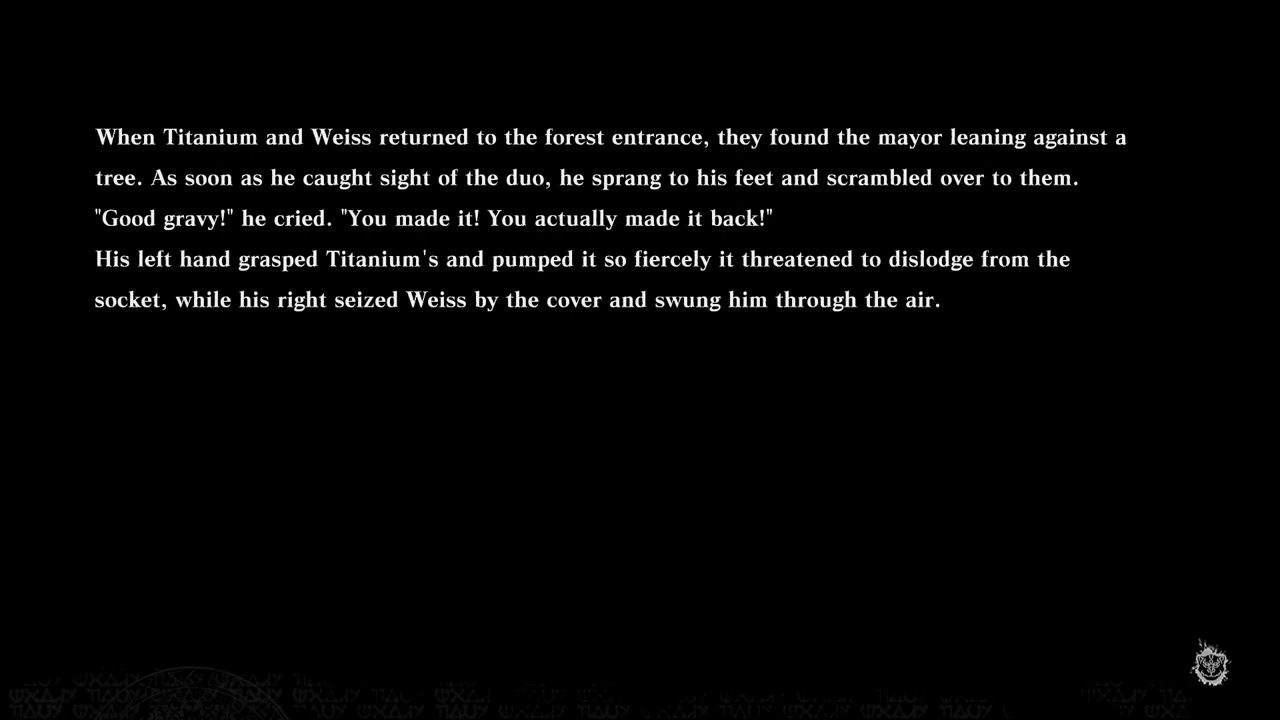 When Titanium and Weiss returned to the forest entrance, they found the mayor leaning against a
tree. As soon as he caught sight of the duo, he sprang to his feet and scrambled over to them.
"Good gravy!" he cried. "You made it! You actually made it back!"
His left hand grasped Titanium's and pumped it so fiercely it threatened to dislodge from the
socket, while his right seized Weiss by the cover and swung him through the air.